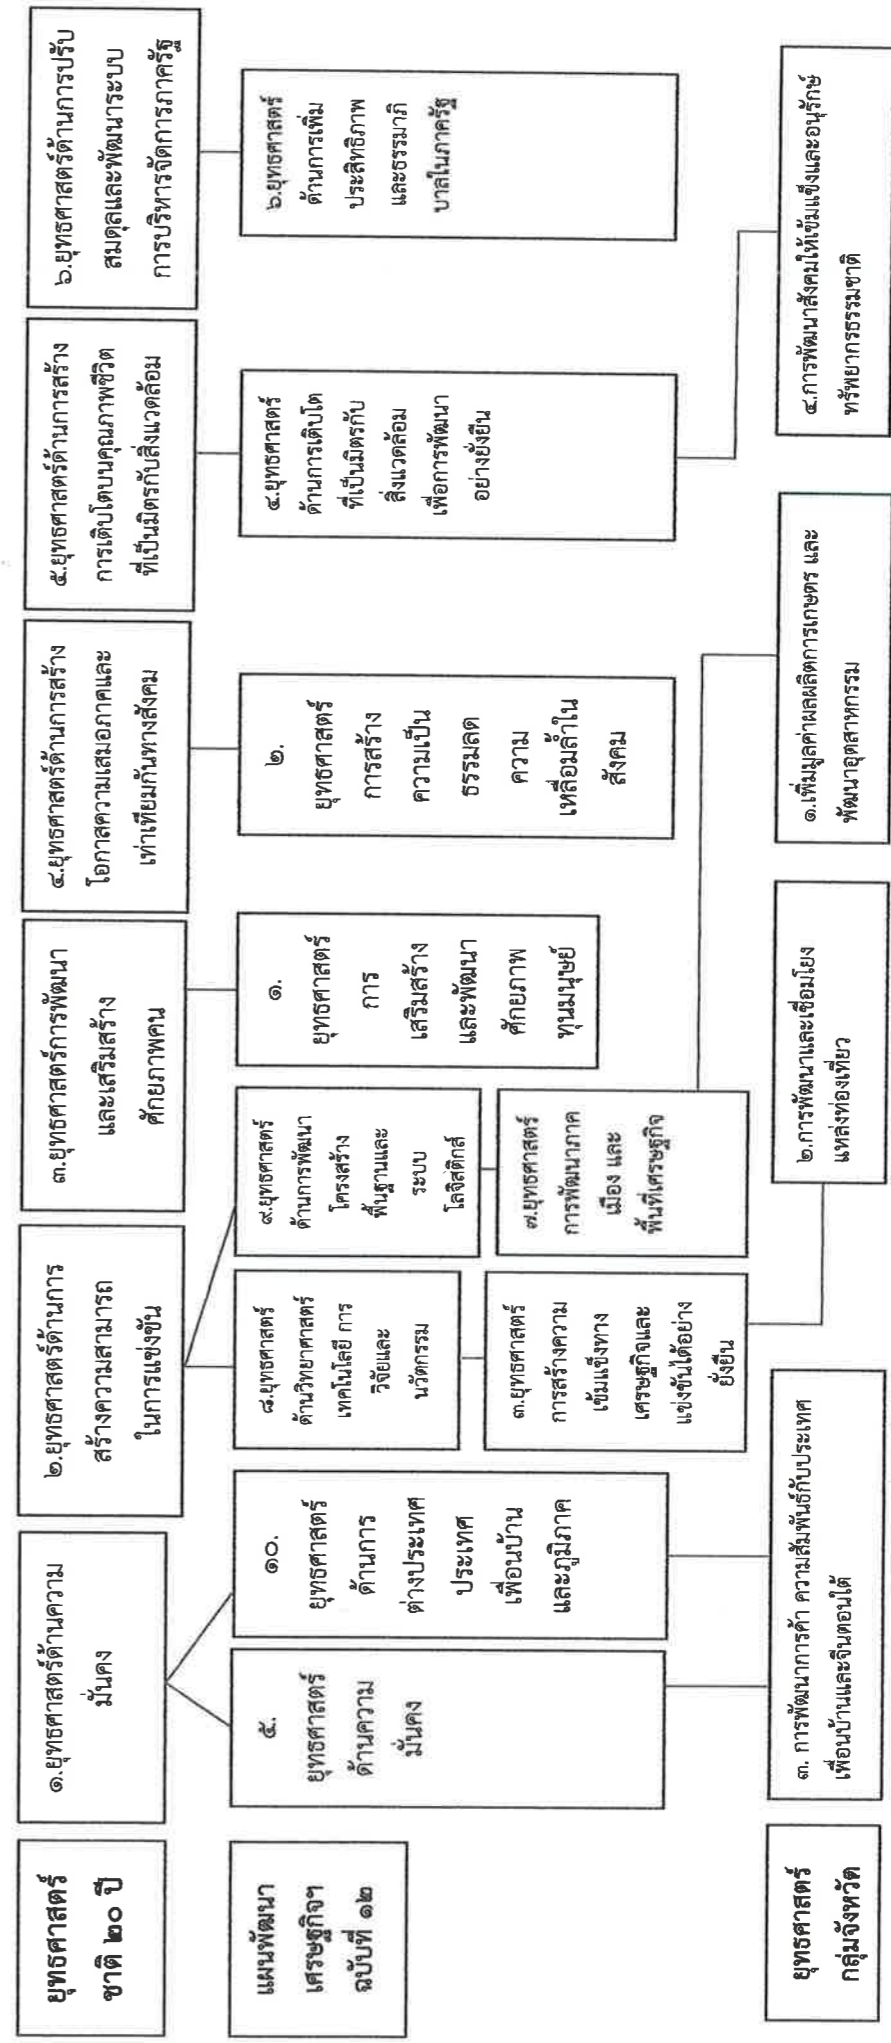 ยุทธศาสตร์
ชาติ ๒๐ ปี
๑.ยุทธศาสตร์ด้านความ
มั่นคง
๒.ยุทธศาสตร์ด้านการ
สร้างความสามารถ
ในการแข่งขัน
๓.ยุทธศาสตร์การพัฒนา
และเสริมสร้าง
ศักยภาพคน
๔.ยุทธศาสตร์ด้านการสร้าง
โอกาสความเสมอภาคและ
เท่าเทียมกันทางสังคม
๕.ยุทธศาสตร์ด้านการสร้าง
การเติบโตบนคุณภาพชีวิต
ที่เป็นมิตรกับสิ่งแวดล้อม
๖.ยุทธศาสตร์ด้านการปรับ
สมดุลและพัฒนาระบบ
การบริหารจัดการภาครัฐ
แผนพัฒนา
เศรษฐกิจฯ
ฉบับที่ ๑๒
๕.
ยุทธศาสตร์
ด้านความ
มั่นคง
๑๐.
ยุทธศาสตร์
ด้านการ
ต่างประเทศ
ประเทศ
เพื่อนบ้าน
และภูมิภาค
๘.ยุทธศาสตร์
ด้านวิทยาศาสตร์
เทคโนโลยี การ
วิจัยและ
นวัตกรรม
๓.ยุทธศาสตร์
การสร้างความ
เข้มแข็งทาง
เศรษฐกิจและ
แข่งขันได้อย่าง
ยั่งยืน
๙.ยุทธศาสตร์
ด้านการพัฒนา
โครงสร้าง
พื้นฐานและ
ระบบ
โลจิสติกส์
๗.ยุทธศาสตร์
การพัฒนาภาค
เมือง และ
พื้นที่เศรษฐกิจ
๑.
ยุทธศาสตร์
การ
เสริมสร้าง
และพัฒนา
ศักยภาพ
ทุนมนุษย์
๒.
ยุทธศาสตร์
การสร้าง
ความเป็น
ธรรมลด
ความ
เหลื่อมล้ำใน
สังคม
๔.ยุทธศาสตร์
ด้านการเติบโต
ที่เป็นมิตรกับ
สิ่งแวดล้อม
เพื่อการพัฒนา
อย่างยั่งยืน
๖.ยุทธศาสตร์
ด้านการเพิ่ม
ประสิทธิภาพ
และธรรมาภิ
บาลในภาครัฐ
ยุทธศาสตร์
กลุ่มจังหวัด
๓. การพัฒนาการค้า ความสัมพันธ์กับประเทศ
เพื่อนบ้านและจีนตอนใต้
๒.การพัฒนาและเชื่อมโยง
แหล่งท่องเที่ยว
๑.เพิ่มมูลค่าผลผลิตการเกษตร และ
พัฒนาอุตสาหกรรม
๔.การพัฒนาสังคมให้เข้มแข็งและอนุรักษ์
ทรัพยากรธรรมชาติ